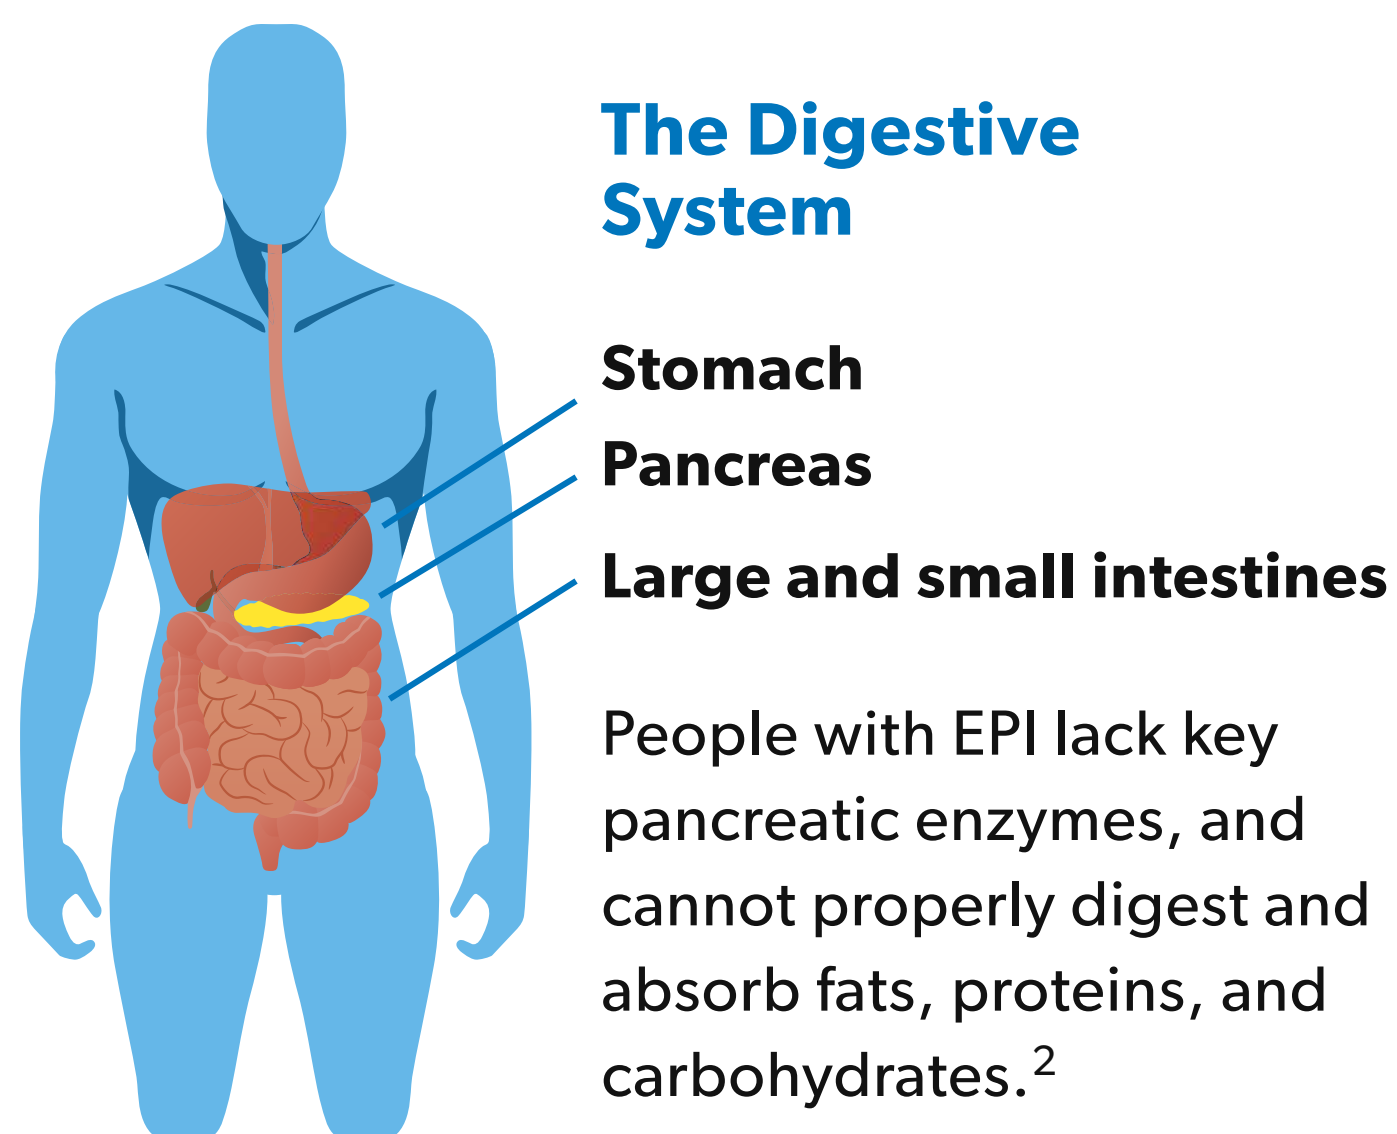 The Digestive
System
Stomach
Pancreas
Large and small intestines
People with EPI lack key
pancreatic enzymes, and
cannot properly digest and
absorb fats, proteins, and
carbohydrates.²